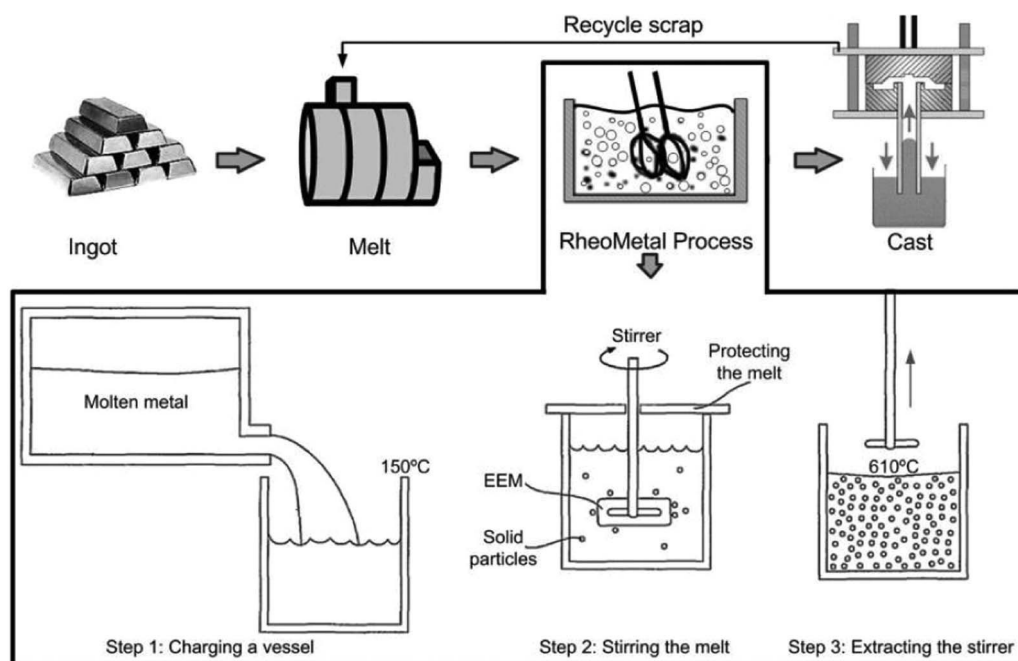 Recycle scrap
Ingot
Melt
RheoMetal Process
Cast
Molten metal
150ºC
Step 1: Charging a vessel
Stirrer
Protecting
the melt
EEM
Solid
particles
Step 2: Stirring the melt
610ºC
Step 3: Extracting the stirrer